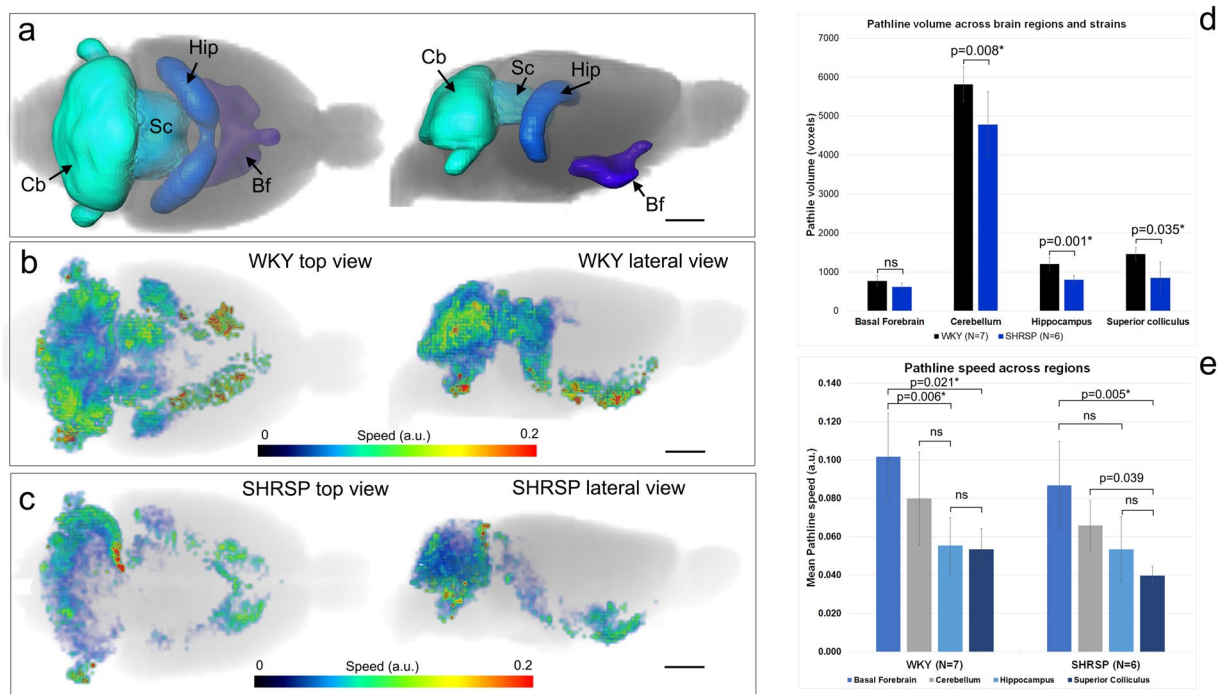 a
Hip
Sc
Cb
Bf
Cb
Sc
Hip
Bf
b
WKY top view
WKY lateral view
0
Speed (a.u.)
0.2
c
SHRSP top view
SHRSP lateral view
0
Speed (a.u.)
0.2
d
Pathline volume across brain regions and strains
Pathile volume (voxels)
7000
6000
5000
4000
3000
2000
1000
0
ns
p=0.008*
p=0.001*
p=0.035*
Basal Forebrain
Cerebellum
Hippocampus
Superior colliculus
WKY (N=7)
SHRSP (N=6)
e
Pathline speed across regions
Mean Pathline speed (a.u.)
0.140
0.120
0.100
0.080
0.060
0.040
0.020
0.000
p=0.021*
p=0.006*
ns
ns
p=0.005*
ns
p=0.039
ns
WKY (N=7)
SHRSP (N=6)
Basal Forebrain
Cerebellum
Hippocampus
Superior Colliculus